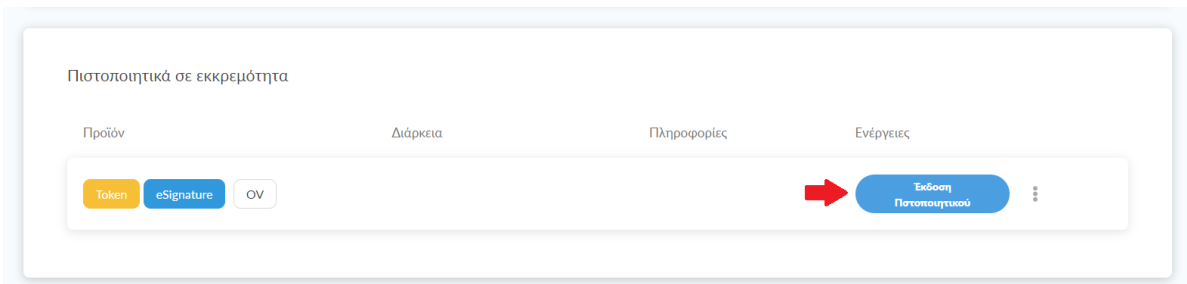 Πιστοποιητικά σε εκκρεμότητα
Προϊόν Διάρκεια Πληροφορίες Ενέργειες
Token eSignature OV
Έκδοση
Πιστοποιητικού